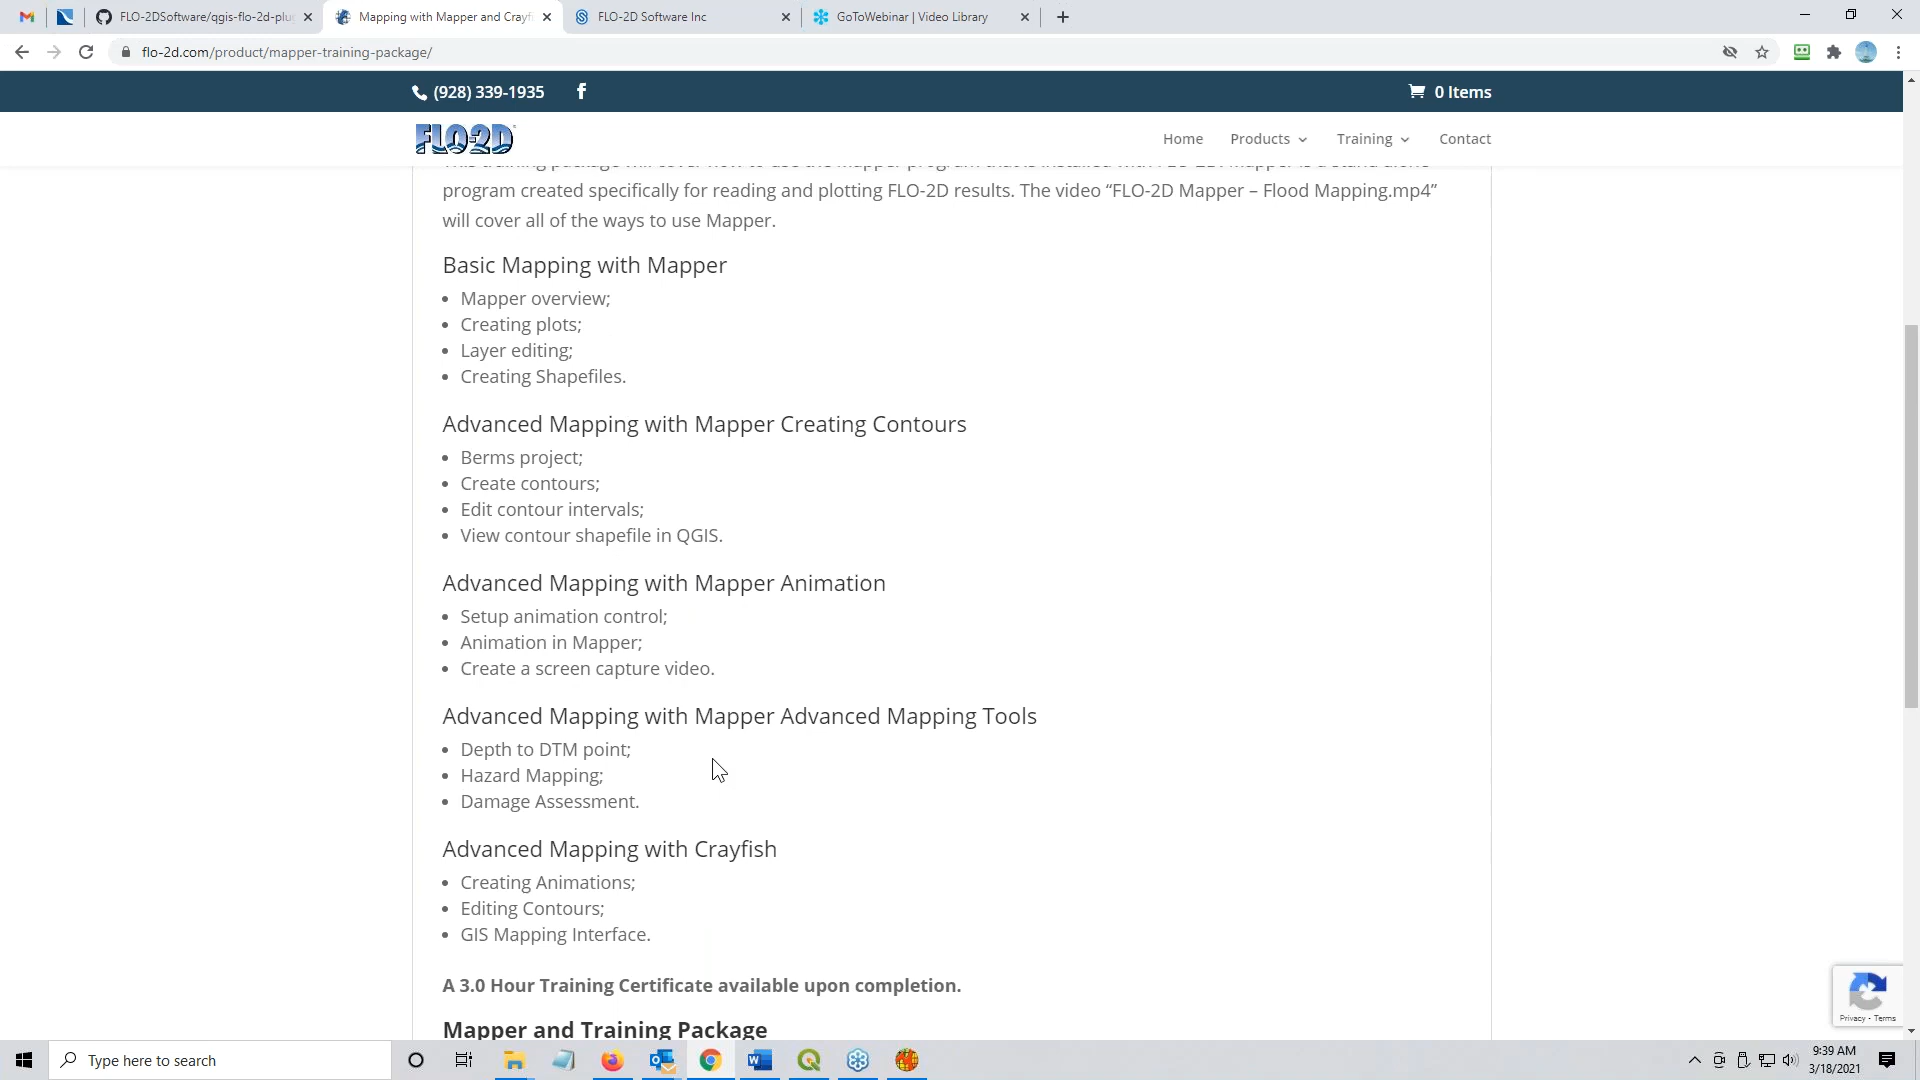 FLO-2DSoftware/qgis-flo-2d-plu
Mapping with Mapper and Crayfi
FLO-2D Software Inc
GoToWebinar | Video Library
flo-2d.com/product/mapper-training-package/
(928) 339-1935
0 Items
FLO-2D
Home
Products
Training
Contact
program created specifically for reading and plotting FLO-2D results. The video “FLO-2D Mapper – Flood Mapping.mp4”
will cover all of the ways to use Mapper.
Basic Mapping with Mapper
• Mapper overview;
• Creating plots;
• Layer editing;
• Creating Shapefiles.
Advanced Mapping with Mapper Creating Contours
• Berms project;
• Create contours;
• Edit contour intervals;
• View contour shapefile in QGIS.
Advanced Mapping with Mapper Animation
• Setup animation control;
• Animation in Mapper;
• Create a screen capture video.
Advanced Mapping with Mapper Advanced Mapping Tools
• Depth to DTM point;
• Hazard Mapping;
• Damage Assessment.
Advanced Mapping with Crayfish
• Creating Animations;
• Editing Contours;
• GIS Mapping Interface.
A 3.0 Hour Training Certificate available upon completion.
Mapper and Training Package
Privacy - Terms
Type here to search
9:39 AM
3/18/2021